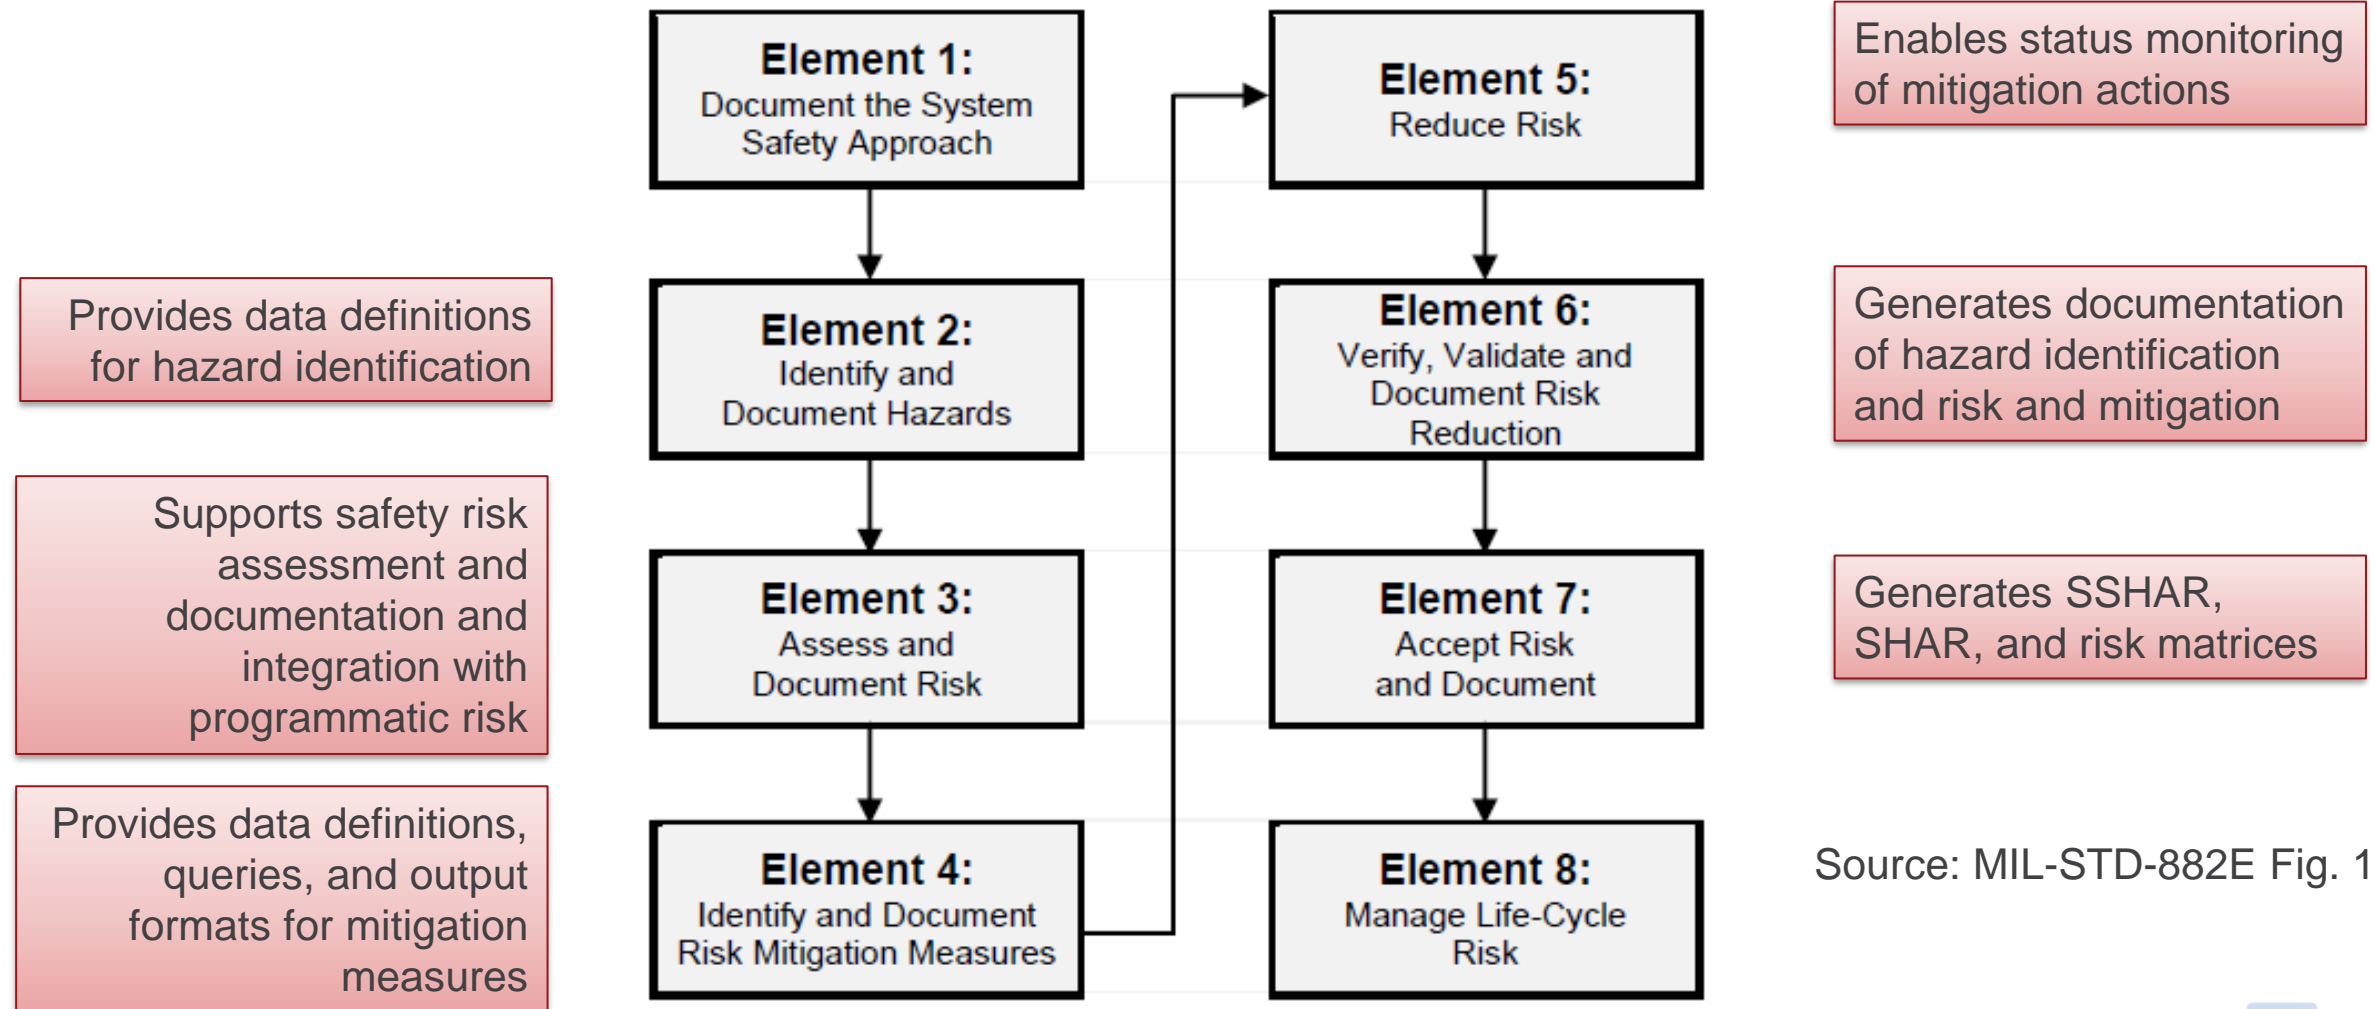 Element 1:
Document the System
Safety Approach
Provides data definitions
for hazard identification
Element 2:
Identify and
Document Hazards
Supports safety risk
assessment and
documentation and
integration with
programmatic risk
Element 3:
Assess and
Document Risk
Provides data definitions,
queries, and output
formats for mitigation
measures
Element 4:
Identify and Document
Risk Mitigation Measures
Element 5:
Reduce Risk
Enables status monitoring
of mitigation actions
Element 6:
Verify, Validate and
Document Risk
Reduction
Generates documentation
of hazard identification
and risk and mitigation
Element 7:
Accept Risk
and Document
Generates SSHAR,
SHAR, and risk matrices
Element 8:
Manage Life-Cycle
Risk
Source: MIL-STD-882E Fig. 1